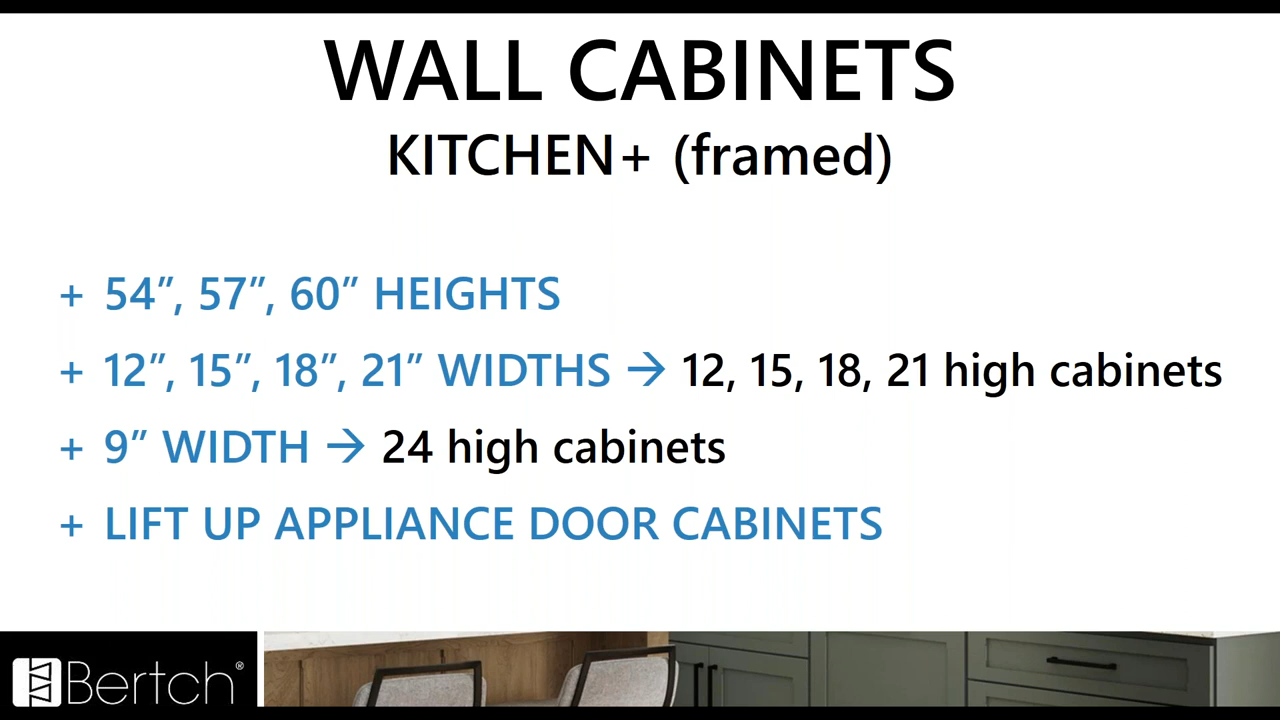 WALL CABINETS
KITCHEN+ (framed)
+ 54”, 57”, 60” HEIGHTS
+ 12”, 15”, 18”, 21” WIDTHS → 12, 15, 18, 21 high cabinets
+ 9” WIDTH → 24 high cabinets
+ LIFT UP APPLIANCE DOOR CABINETS
Bertch®